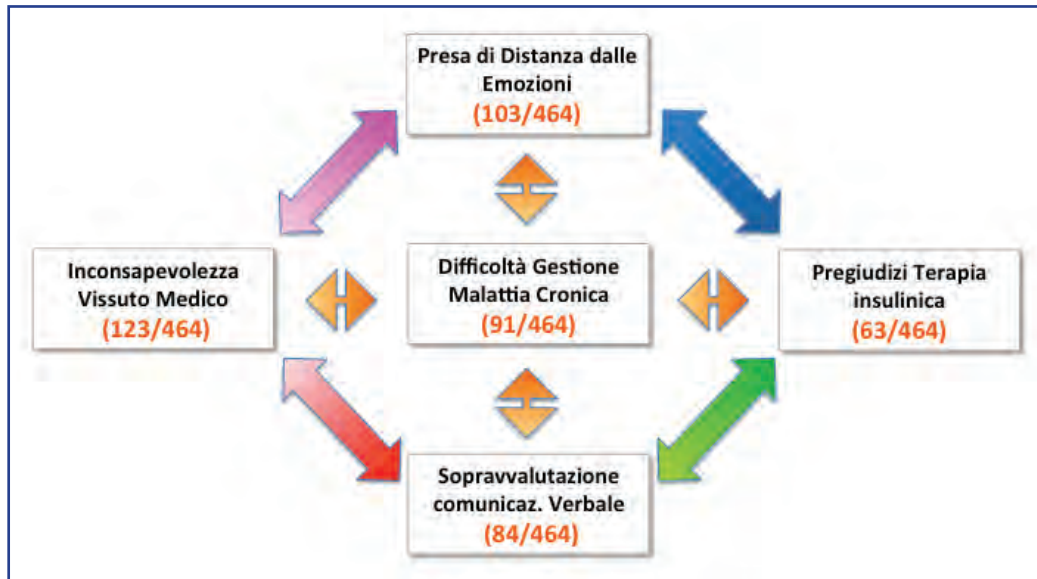 Presa di Distanza dalle
Emozioni
(103/464)
Inconsapevolezza
Vissuto Medico
(123/464)
Difficoltà Gestione
Malattia Cronica
(91/464)
Pregiudizi Terapia
insulinica
(63/464)
Sopravvalutazione
comunicaz. Verbale
(84/464)